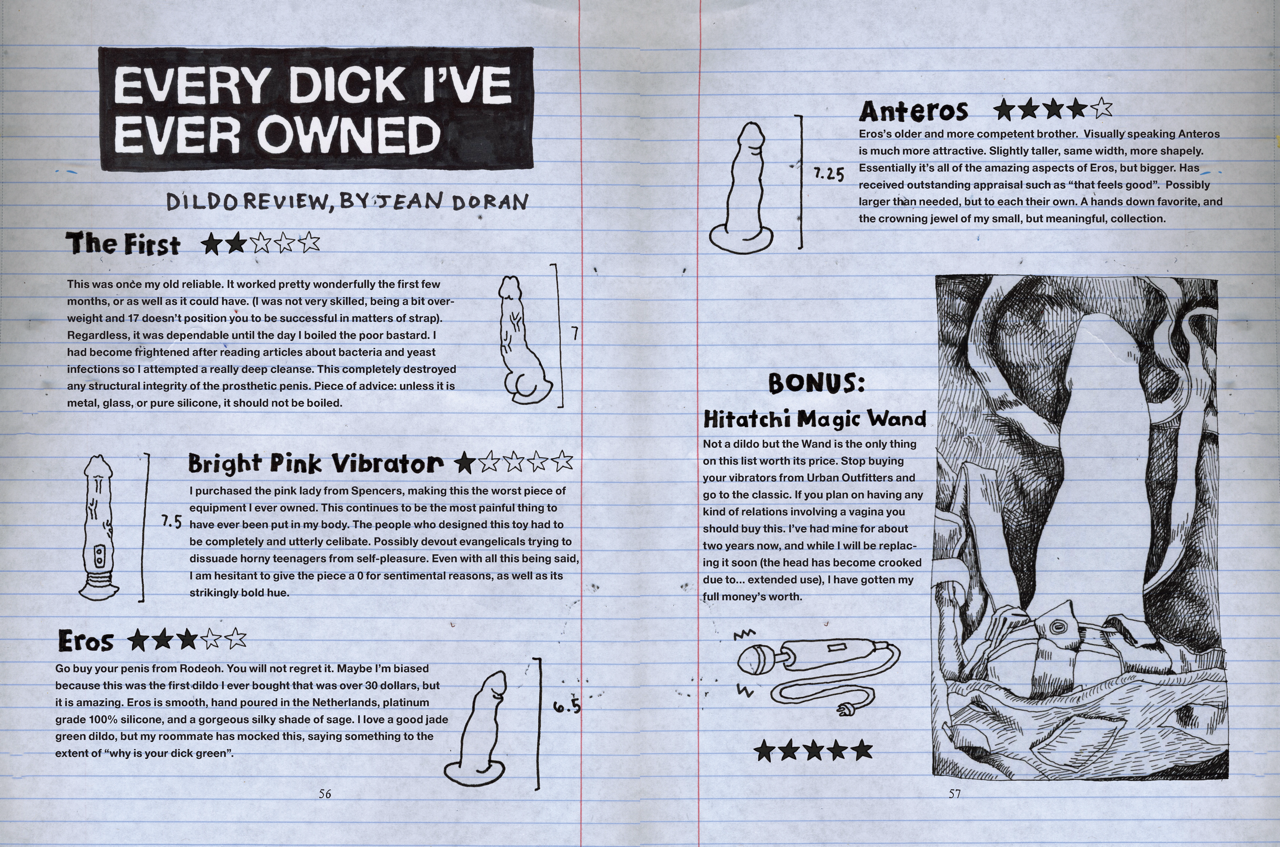 EVERY DICK I'VE
EVER OWNED
DILDO REVIEW, BY JEAN DORAN
The First ★★☆☆☆
This was once my old reliable. It worked pretty wonderfully the first few
months, or as well as it could have. (I was not very skilled, being a bit over-
weight and 17 doesn't position you to be successful in matters of strap).
Regardless, it was dependable until the day I boiled the poor bastard. I
had become frightened after reading articles about bacteria and yeast
infections so I attempted a really deep cleanse. This completely destroyed
any structural integrity of the prosthetic penis. Piece of advice: unless it is
metal, glass, or pure silicone, it should not be boiled.
7
Bright Pink Vibrator ★☆☆☆☆
I purchased the pink lady from Spencers, making this the worst piece of
equipment I ever owned. This continues to be the most painful thing to
have ever been put in my body. The people who designed this toy had to
be completely and utterly celibate. Possibly devout evangelicals trying to
dissuade horny teenagers from self-pleasure. Even with all this being said,
I am hesitant to give the piece a 0 for sentimental reasons, as well as its
strikingly bold hue.
7.5
Eros ★★★☆☆
Go buy your penis from Rodeoh. You will not regret it. Maybe I'm biased
because this was the first dildo I ever bought that was over 30 dollars, but
it is amazing. Eros is smooth, hand poured in the Netherlands, platinum
grade 100% silicone, and a gorgeous silky shade of sage. I love a good jade
green dildo, but my roommate has mocked this, saying something to the
extent of “why is your dick green”.
6.5
56
Anteros ★★★★☆
Eros's older and more competent brother. Visually speaking Anteros
is much more attractive. Slightly taller, same width, more shapely.
Essentially it's all of the amazing aspects of Eros, but bigger. Has
received outstanding appraisal such as “that feels good”. Possibly
larger than needed, but to each their own. A hands down favorite, and
the crowning jewel of my small, but meaningful, collection.
7.25
BONUS:
Hitatchi Magic Wand
Not a dildo but the Wand is the only thing
on this list worth its price. Stop buying
your vibrators from Urban Outfitters and
go to the classic. If you plan on having any
kind of relations involving a vagina you
should buy this. I've had mine for about
two years now, and while I will be replac-
ing it soon (the head has become crooked
due to... extended use), I have gotten my
full money's worth.
★★★★★
57